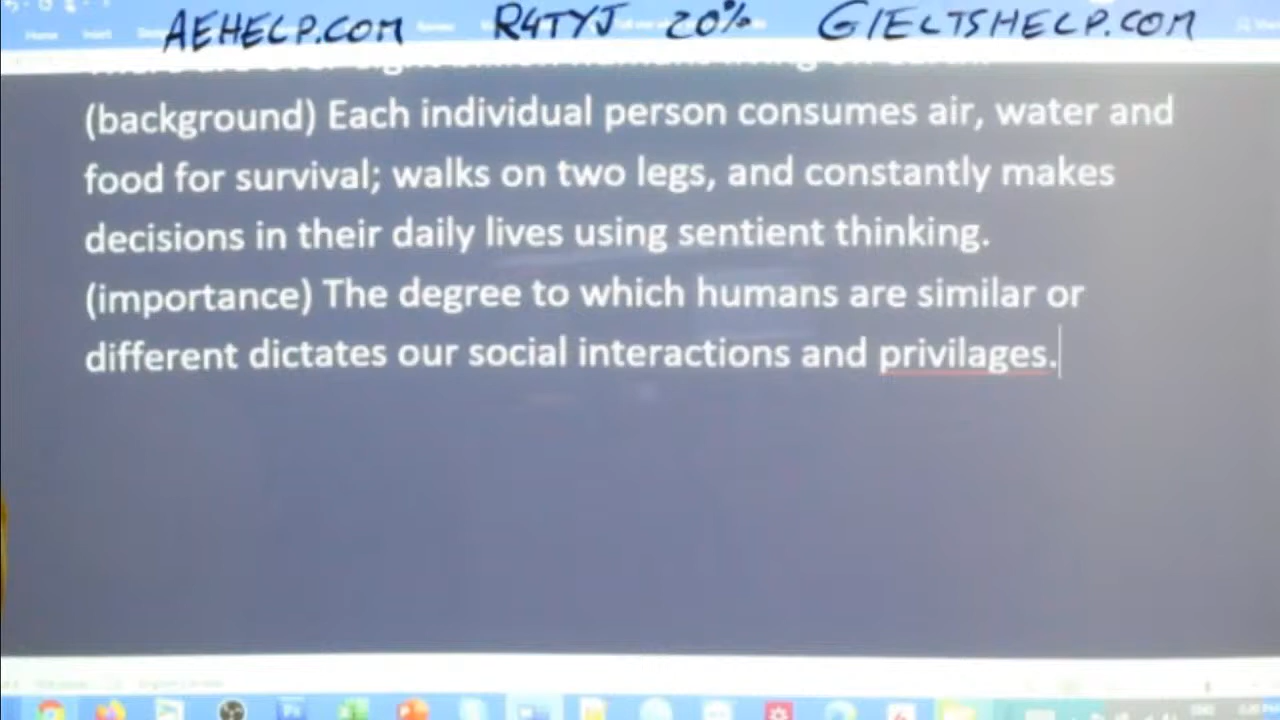 AEHELP.COM R4TYJ 20% GIELTSHELP.COM
Home Insert
(background) Each individual person consumes air, water and
food for survival; walks on two legs, and constantly makes
decisions in their daily lives using sentient thinking.
(importance) The degree to which humans are similar or
different dictates our social interactions and privilages.